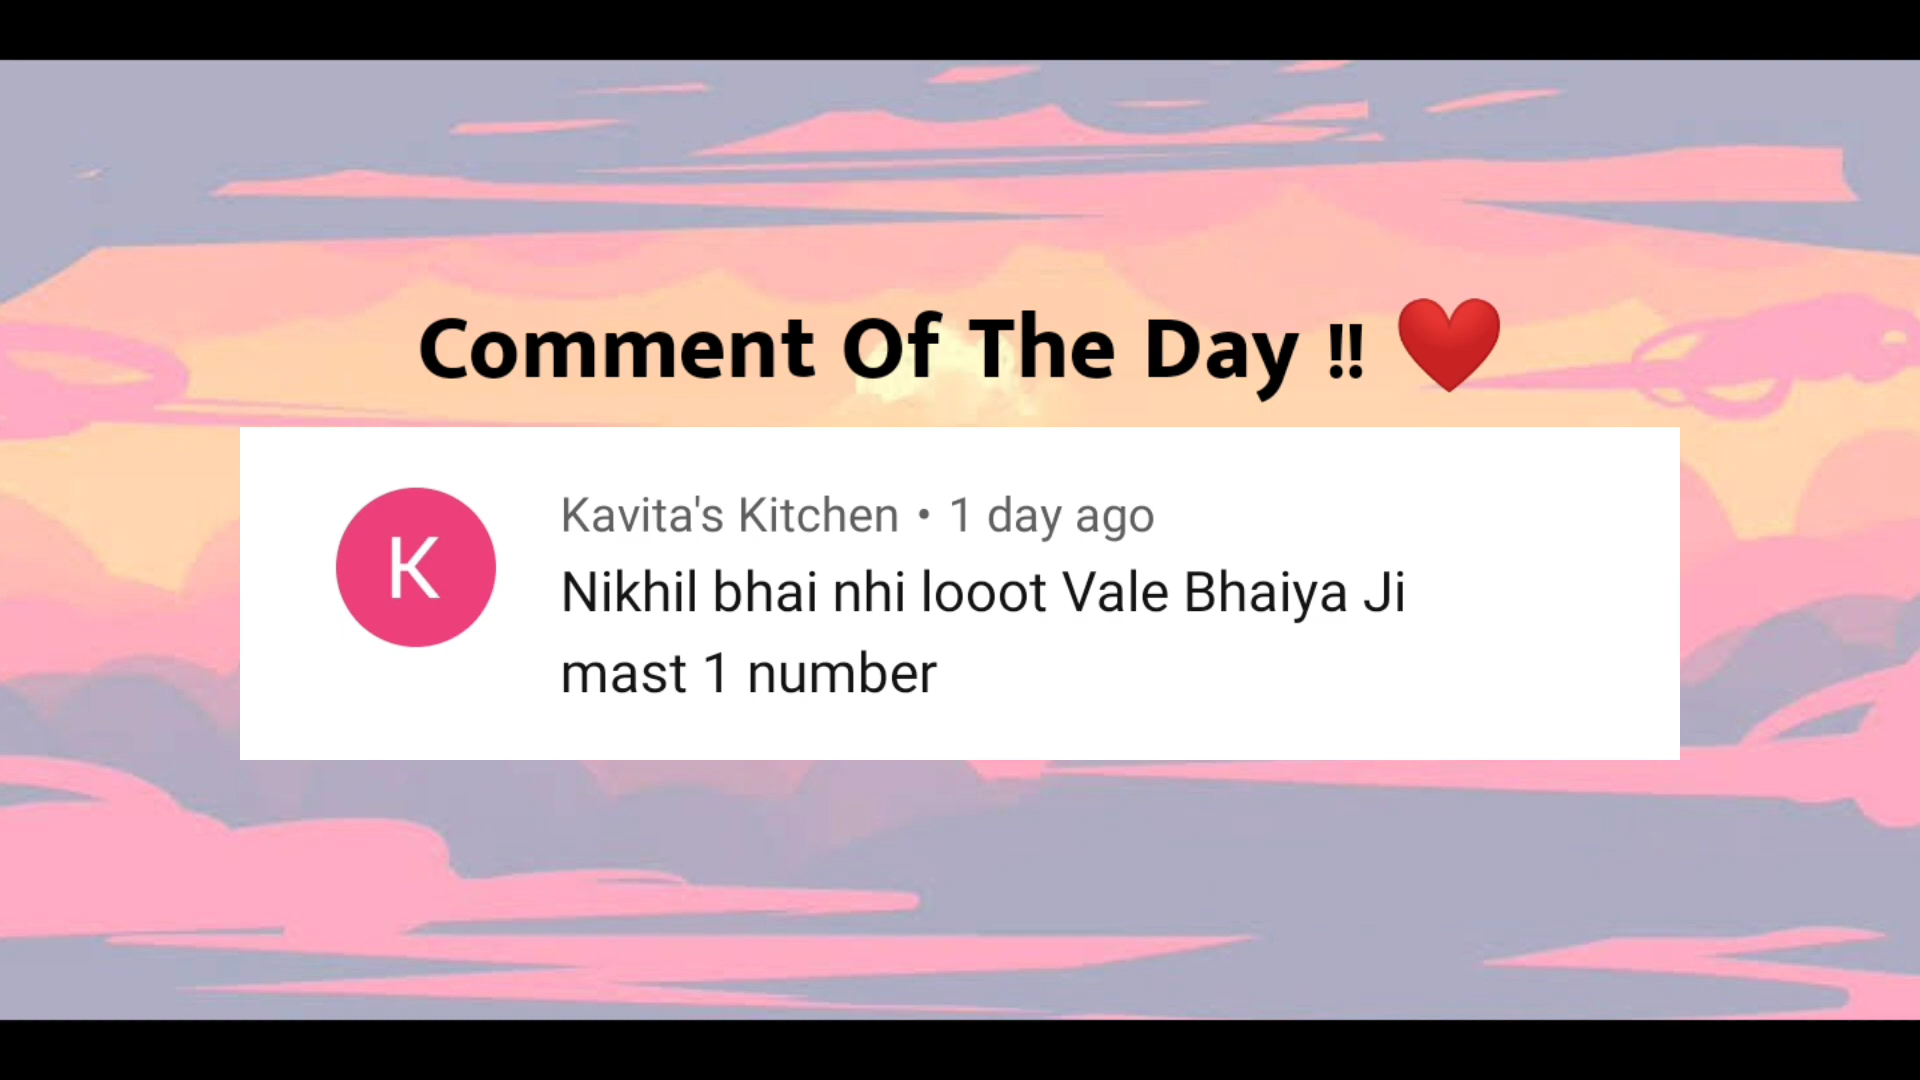 Comment Of The Day !! ❤️
K
Kavita's Kitchen • 1 day ago
Nikhil bhai nhi looot Vale Bhaiya Ji
mast 1 number